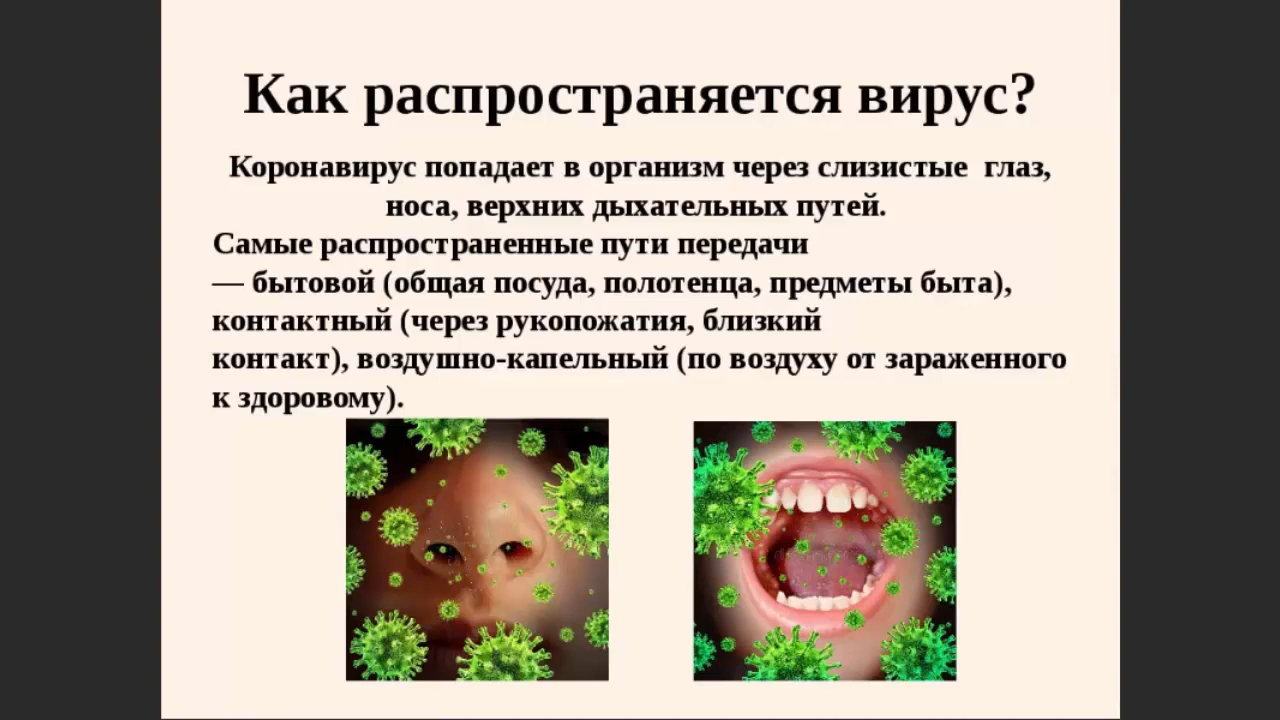 Как распространяется вирус?
Коронавирус попадает в организм через слизистые  глаз,
носа, верхних дыхательных путей.
Самые распространенные пути передачи
— бытовой (общая посуда, полотенца, предметы быта),
контактный (через рукопожатия, близкий
контакт), воздушно-капельный (по воздуху от зараженного
к здоровому).